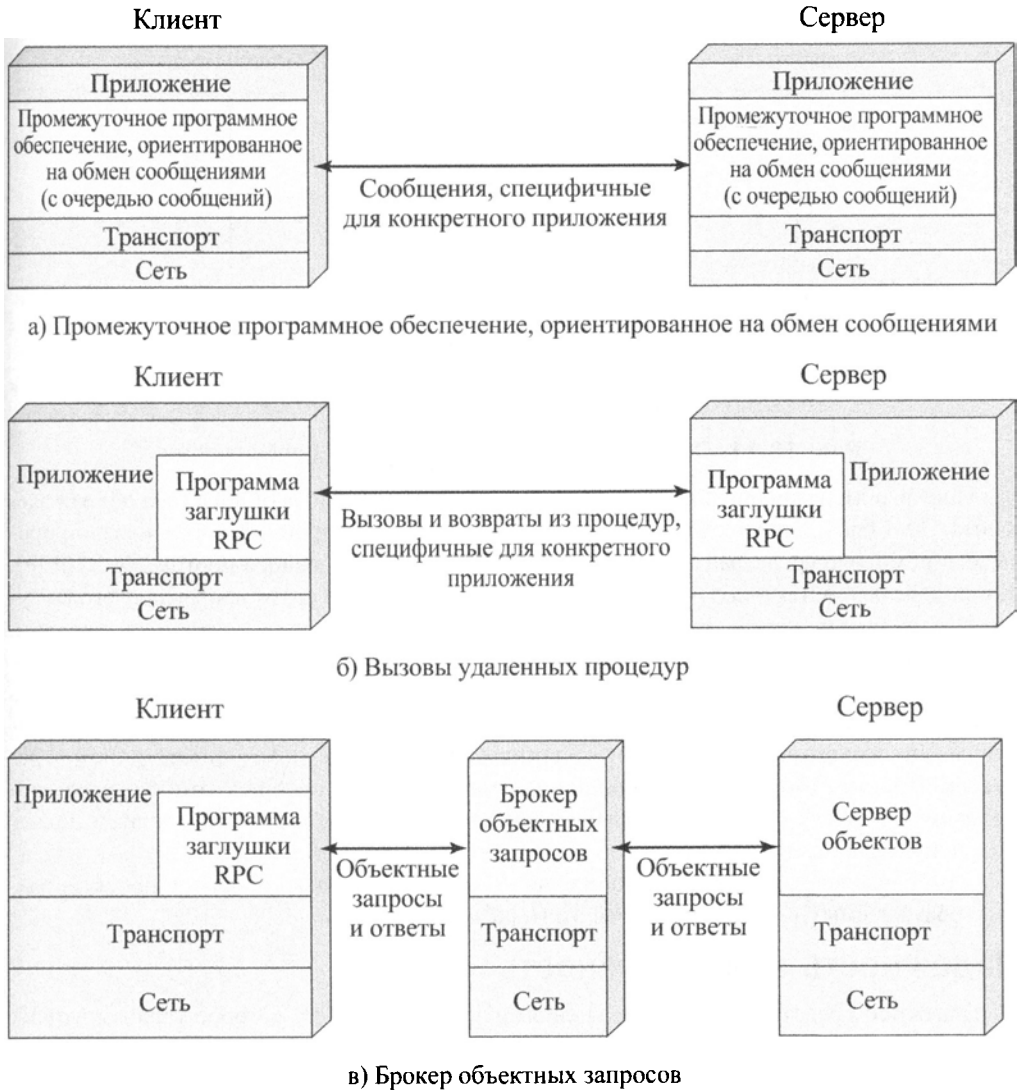 Клиент
Сервер
Приложение
Приложение
Промежуточное программное
обеспечение, ориентированное
на обмен сообщениями
(с очередью сообщений)
Сообщения, специфичные
для конкретного приложения
Промежуточное программное
обеспечение, ориентированное
на обмен сообщениями
(с очередью сообщений)
Транспорт
Транспорт
Сеть
Сеть
а) Промежуточное программное обеспечение, ориентированное на обмен сообщениями
Клиент
Сервер
Приложение
Программа
заглушки
RPC
Вызовы и возвраты из процедур,
специфичные для конкретного
приложения
Программа
заглушки
RPC
Приложение
Транспорт
Транспорт
Сеть
Сеть
б) Вызовы удаленных процедур
Клиент
Сервер
Приложение
Программа
заглушки
RPC
Объектные
запросы
и ответы
Брокер
объектных
запросов
Объектные
запросы
и ответы
Сервер
объектов
Транспорт
Транспорт
Транспорт
Сеть
Сеть
Сеть
в) Брокер объектных запросов